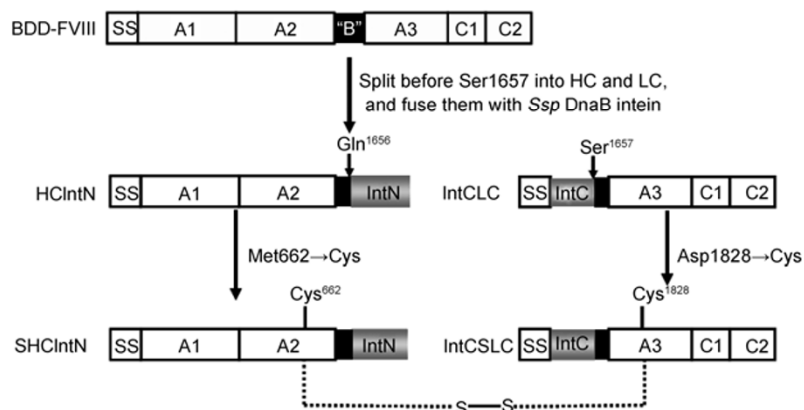 BDD-FVIII SS A1 A2 "B" A3 C1 C2
Split before Ser1657 into HC and LC,
and fuse them with Ssp DnaB intein
Gln1656 Ser1657
HCIntN SS A1 A2 IntN IntCLC SS IntC A3 C1 C2
Met662→Cys Asp1828→Cys
Cys662 Cys1828
SHCIntN SS A1 A2 IntN IntCSLC SS IntC A3 C1 C2
S S